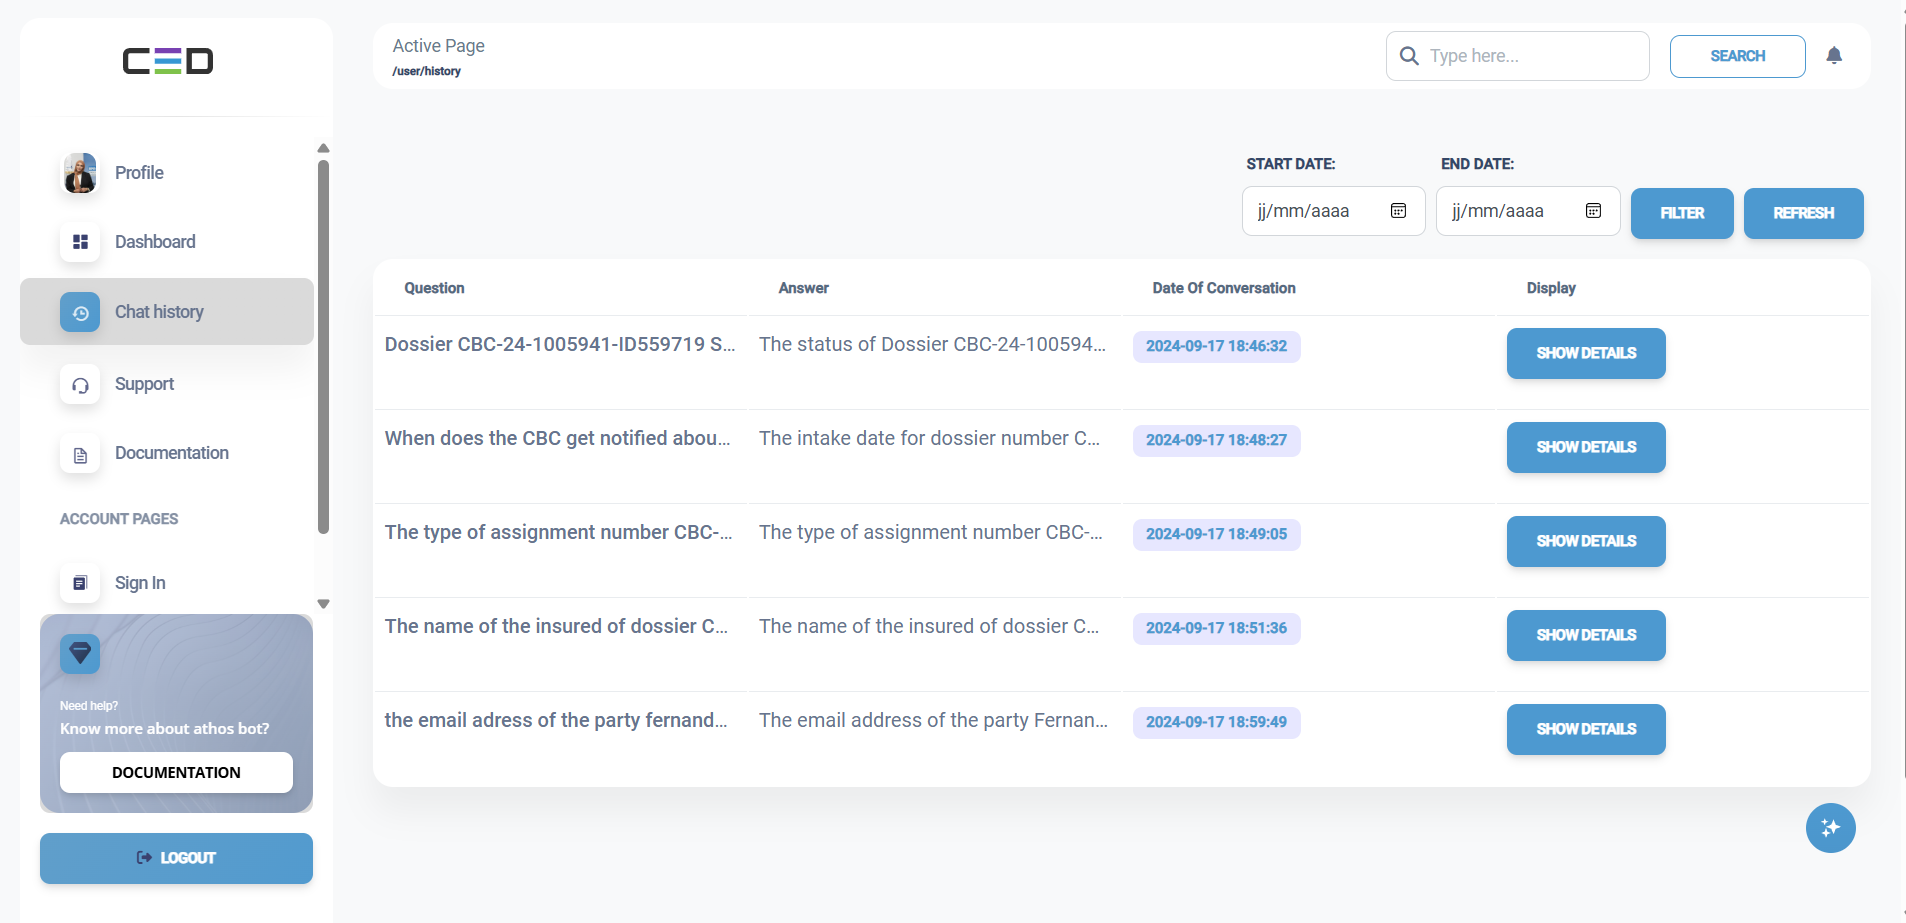 CED
Active Page
/user/history
Type here...
SEARCH
Profile
Dashboard
Chat history
Support
Documentation
ACCOUNT PAGES
Sign In
Need help?
Know more about athos bot?
DOCUMENTATION
LOGOUT
START DATE:
END DATE:
jj/mm/aaaa
jj/mm/aaaa
FILTER
REFRESH
Question
Answer
Date Of Conversation
Display
Dossier CBC-24-1005941-ID559719 S...
The status of Dossier CBC-24-100594...
2024-09-17 18:46:32
SHOW DETAILS
When does the CBC get notified abou...
The intake date for dossier number C...
2024-09-17 18:48:27
SHOW DETAILS
The type of assignment number CBC-...
The type of assignment number CBC-...
2024-09-17 18:49:05
SHOW DETAILS
The name of the insured of dossier C...
The name of the insured of dossier C...
2024-09-17 18:51:36
SHOW DETAILS
the email adress of the party fernand...
The email address of the party Fernan...
2024-09-17 18:59:49
SHOW DETAILS